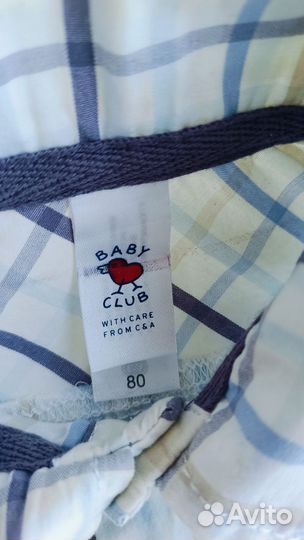 BABY
CLUB
WITH CARE
FROM C&A
80
Avito